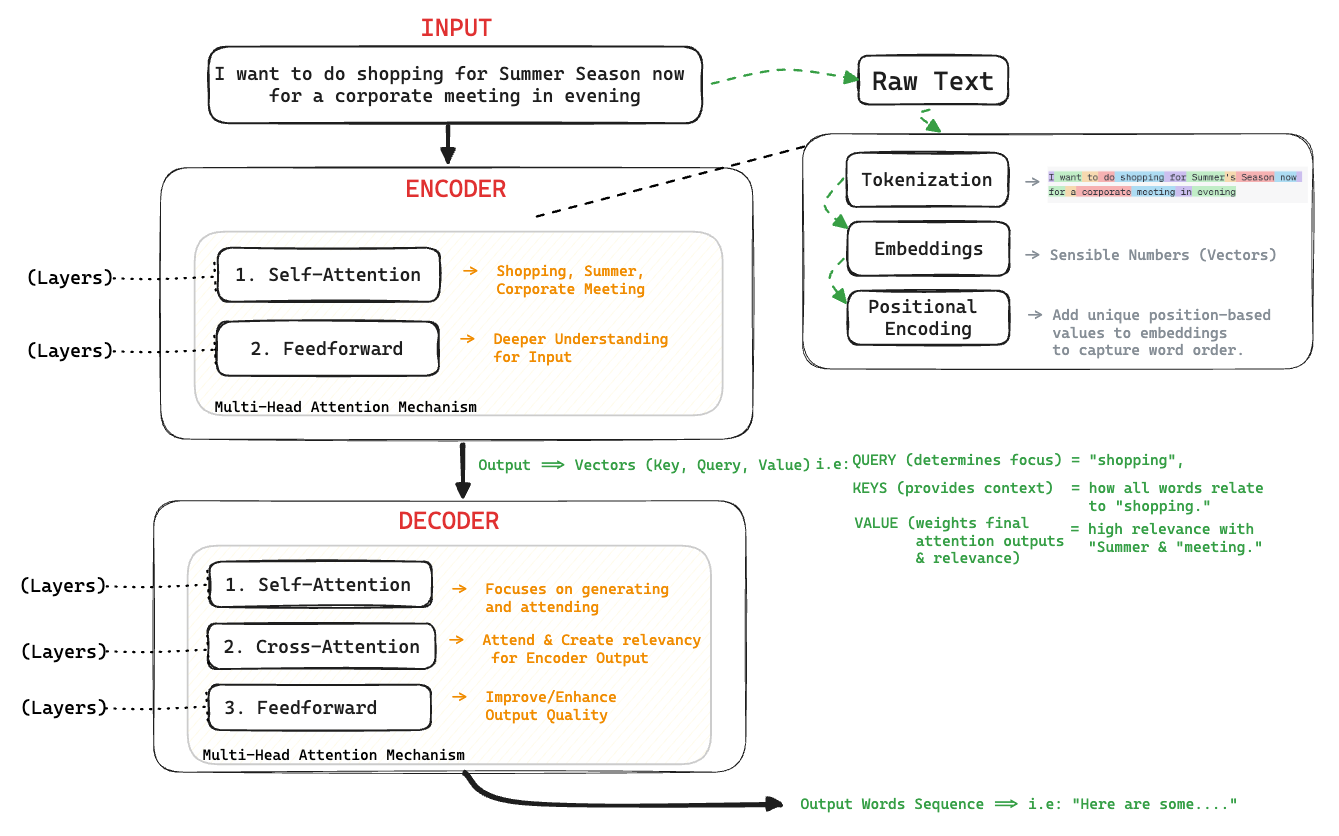 INPUT
I want to do shopping for Summer Season now
for a corporate meeting in evening
Raw Text
Tokenization
→ I want to do shopping for Summer's Season now
for a corporate meeting in evening
Embeddings
→ Sensible Numbers (Vectors)
Positional
Encoding
→ Add unique position-based
values to embeddings
to capture word order.
ENCODER
(Layers)
1. Self-Attention
→ Shopping, Summer,
Corporate Meeting
(Layers)
2. Feedforward
→ Deeper Understanding
for Input
Multi-Head Attention Mechanism
Output ⟹ Vectors (Key, Query, Value) i.e:
QUERY (determines focus) = "shopping",
KEYS (provides context) = how all words relate
to "shopping."
VALUE (weights final
attention outputs
& relevance)
= high relevance with
"Summer & "meeting."
DECODER
(Layers)
1. Self-Attention
→ Focuses on generating
and attending
(Layers)
2. Cross-Attention
→ Attend & Create relevancy
for Encoder Output
(Layers)
3. Feedforward
→ Improve/Enhance
Output Quality
Multi-Head Attention Mechanism
Output Words Sequence ⟹ i.e: "Here are some...."